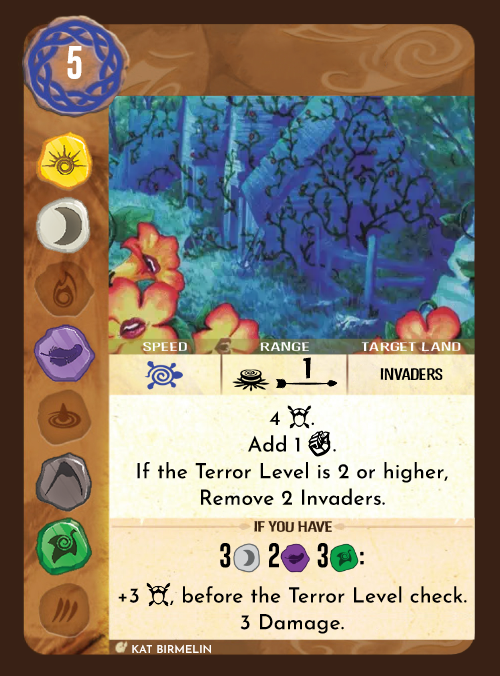 5
SPEED RANGE TARGET LAND
1 INVADERS
4 .
Add 1 .
If the Terror Level is 2 or higher,
Remove 2 Invaders.
IF YOU HAVE
3 2 3 :
+3 , before the Terror Level check.
3 Damage.
KAT BIRMELIN